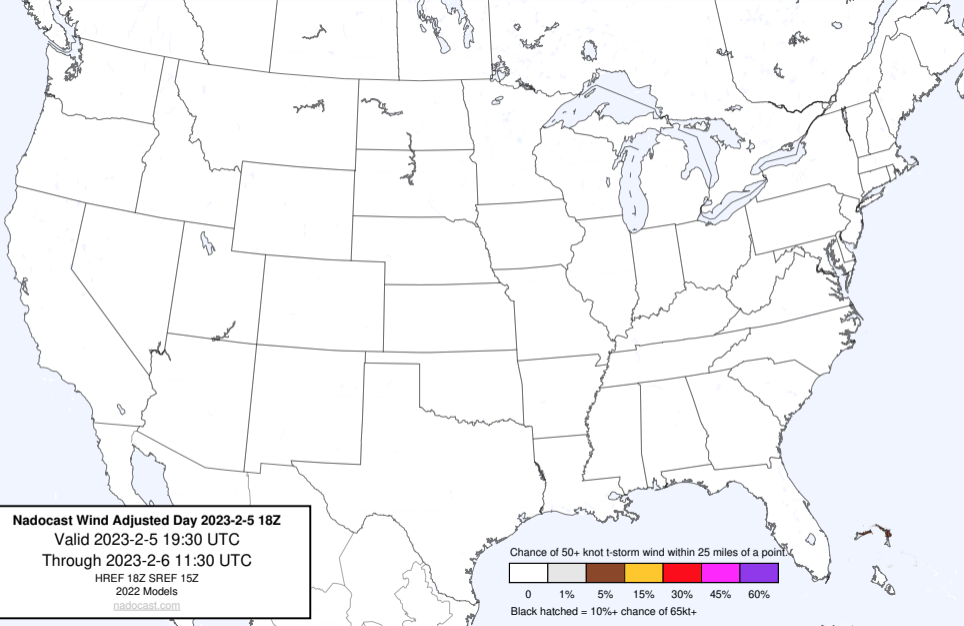 Nadocast Wind Adjusted Day 2023-2-5 18Z
Valid 2023-2-5 19:30 UTC
Through 2023-2-6 11:30 UTC
HREF 18Z SREF 15Z
2022 Models
nadocast.com
Chance of 50+ knot t-storm wind within 25 miles of a point.
0 1% 5% 15% 30% 45% 60%
Black hatched = 10%+ chance of 65kt+